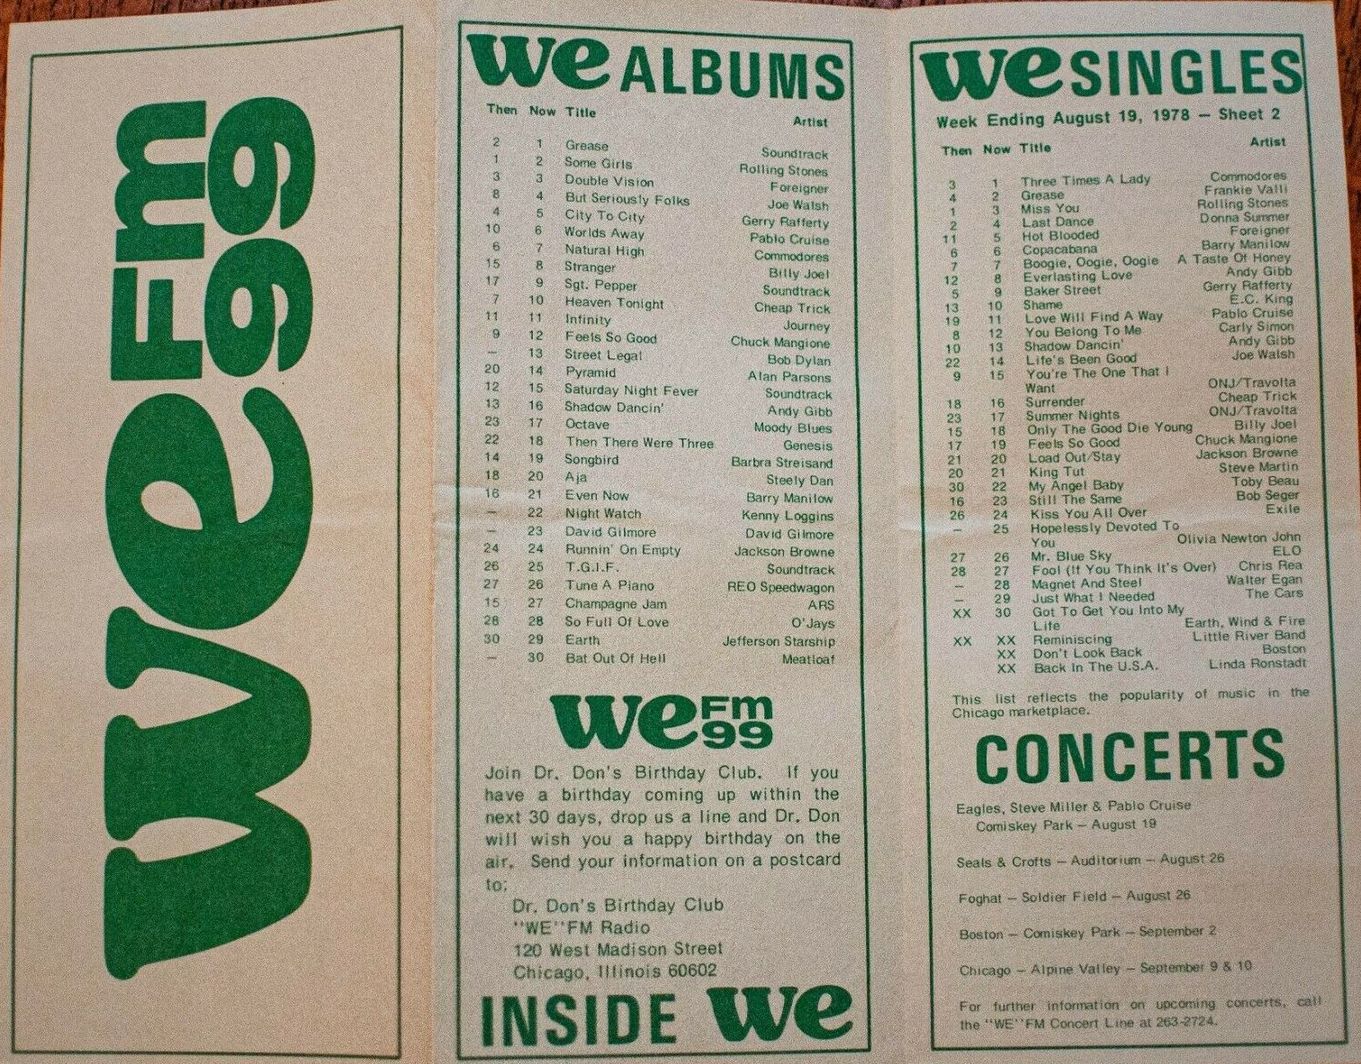 we Fm 99
we ALBUMS
Then Now Title Artist
2 1 Grease Soundtrack
1 2 Some Girls Rolling Stones
3 3 Double Vision Foreigner
8 4 But Seriously Folks Joe Walsh
4 5 City To City Gerry Rafferty
10 6 Worlds Away Pablo Cruise
6 7 Natural High Commodores
15 8 Stranger Billy Joel
17 9 Sgt. Pepper Soundtrack
7 10 Heaven Tonight Cheap Trick
11 11 Infinity Journey
9 12 Feels So Good Chuck Mangione
— 13 Street Legal Bob Dylan
20 14 Pyramid Alan Parsons
12 15 Saturday Night Fever Soundtrack
13 16 Shadow Dancin' Andy Gibb
23 17 Octave Moody Blues
22 18 Then There Were Three Genesis
14 19 Songbird Barbra Streisand
18 20 Aja Steely Dan
16 21 Even Now Barry Manilow
— 22 Night Watch Kenny Loggins
— 23 David Gilmore David Gilmore
24 24 Runnin' On Empty Jackson Browne
26 25 T.G.I.F. Soundtrack
27 26 Tune A Piano REO Speedwagon
15 27 Champagne Jam ARS
28 28 So Full Of Love O'Jays
30 29 Earth Jefferson Starship
— 30 Bat Out Of Hell Meatloaf
we Fm 99
Join Dr. Don's Birthday Club. If you
have a birthday coming up within the
next 30 days, drop us a line and Dr. Don
will wish you a happy birthday on the
air. Send your information on a postcard
to:
Dr. Don's Birthday Club
"WE"FM Radio
120 West Madison Street
Chicago, Illinois 60602
INSIDE we
we SINGLES
Week Ending August 19, 1978 — Sheet 2
Then Now Title Artist
3 1 Three Times A Lady Commodores
4 2 Grease Frankie Valli
1 3 Miss You Rolling Stones
2 4 Last Dance Donna Summer
11 5 Hot Blooded Foreigner
6 6 Copacabana Barry Manilow
7 7 Boogie, Oogie, Oogie A Taste Of Honey
12 8 Everlasting Love Andy Gibb
5 9 Baker Street Gerry Rafferty
13 10 Shame E.C. King
19 11 Love Will Find A Way Pablo Cruise
8 12 You Belong To Me Carly Simon
10 13 Shadow Dancin' Andy Gibb
22 14 Life's Been Good Joe Walsh
9 15 You're The One That I
Want ONJ/Travolta
18 16 Surrender Cheap Trick
23 17 Summer Nights ONJ/Travolta
15 18 Only The Good Die Young Billy Joel
17 19 Feels So Good Chuck Mangione
21 20 Load Out/Stay Jackson Browne
20 21 King Tut Steve Martin
30 22 My Angel Baby Toby Beau
16 23 Still The Same Bob Seger
26 24 Kiss You All Over Exile
— 25 Hopelessly Devoted To
You Olivia Newton John
27 26 Mr. Blue Sky ELO
28 27 Fool (If You Think It's Over) Chris Rea
— 28 Magnet And Steel Walter Egan
— 29 Just What I Needed The Cars
XX 30 Got To Get You Into My
Life Earth, Wind & Fire
XX XX Reminiscing Little River Band
XX Don't Look Back Boston
XX Back In The U.S.A. Linda Ronstadt
This list reflects the popularity of music in the
Chicago marketplace.
CONCERTS
Eagles, Steve Miller & Pablo Cruise
Comiskey Park — August 19
Seals & Crofts — Auditorium — August 26
Foghat — Soldier Field — August 26
Boston — Comiskey Park — September 2
Chicago — Alpine Valley — September 9 & 10
For further information on upcoming concerts, call
the "WE"FM Concert Line at 263-2724.